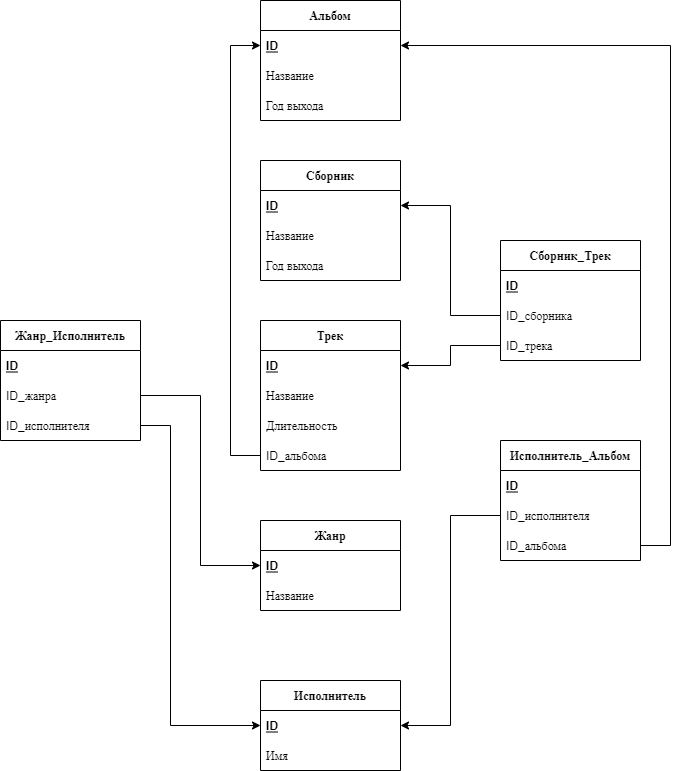 Альбом
ID
Название
Год выхода
Сборник
ID
Название
Год выхода
Сборник_Трек
ID
ID_сборника
ID_трека
Жанр_Исполнитель
ID
ID_жанра
ID_исполнителя
Трек
ID
Название
Длительность
ID_альбома
Исполнитель_Альбом
ID
ID_исполнителя
ID_альбома
Жанр
ID
Название
Исполнитель
ID
Имя